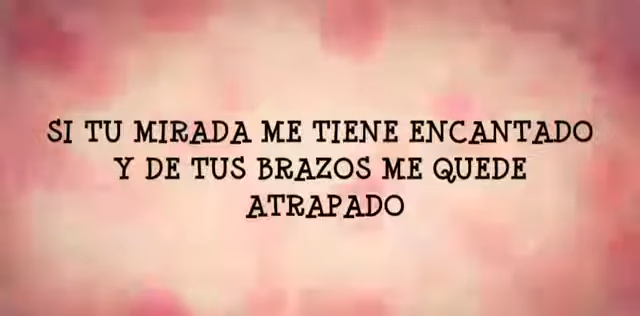 SI TU MIRADA ME TIENE ENCANTADO
Y DE TUS BRAZOS ME QUEDE
ATRAPADO